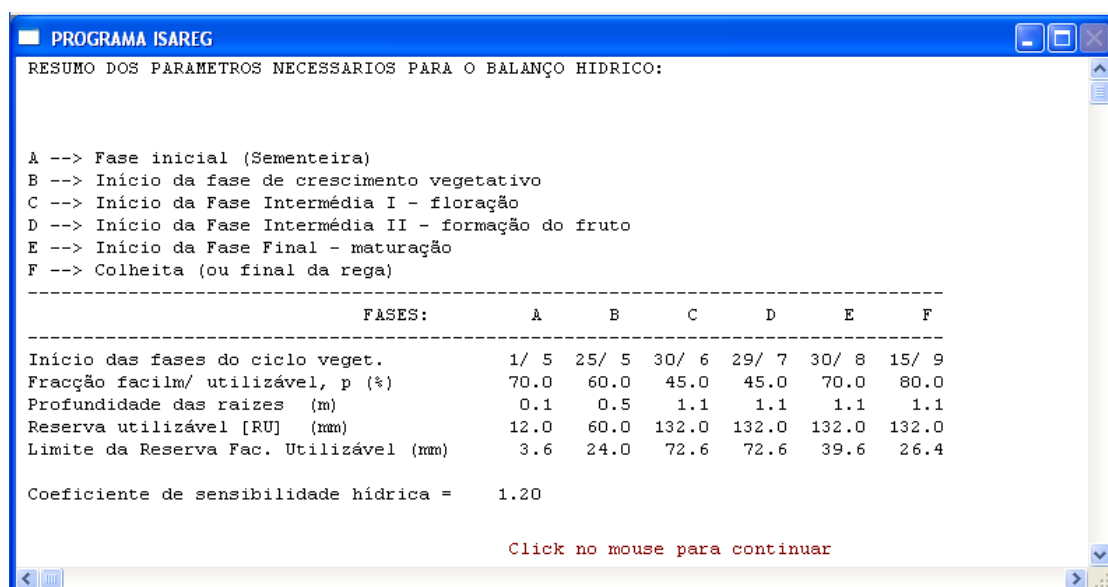 PROGRAMA ISAREG
RESUMO DOS PARAMETROS NECESSARIOS PARA O BALANÇO HIDRICO:
A --> Fase inicial (Sementeira)
B --> Início da fase de crescimento vegetativo
C --> Início da Fase Intermédia I - floração
D --> Início da Fase Intermédia II - formação do fruto
E --> Início da Fase Final - maturação
F --> Colheita (ou final da rega)
FASES: A B C D E F
Início das fases do ciclo veget. 1/ 5 25/ 5 30/ 6 29/ 7 30/ 8 15/ 9
Fracção facilm/ utilizável, p (%) 70.0 60.0 45.0 45.0 70.0 80.0
Profundidade das raizes (m) 0.1 0.5 1.1 1.1 1.1 1.1
Reserva utilizável [RU] (mm) 12.0 60.0 132.0 132.0 132.0 132.0
Limite da Reserva Fac. Utilizável (mm) 3.6 24.0 72.6 72.6 39.6 26.4
Coeficiente de sensibilidade hídrica = 1.20
Click no mouse para continuar